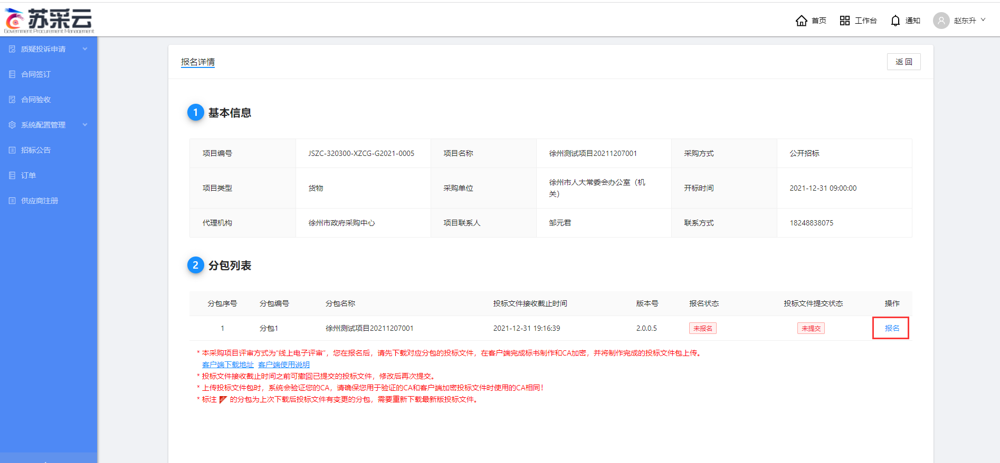 苏采云
Government Procurement Management
首页
工作台
通知
赵东升
质疑投诉申请
合同签订
合同验收
系统配置管理
招标公告
订单
供应商注册
报名详情
返 回
1 基本信息
项目编号 JSZC-320300-XZCG-G2021-0005 项目名称 徐州测试项目20211207001 采购方式 公开招标
项目类型 货物 采购单位 徐州市人大常委会办公室（机
关） 开标时间 2021-12-31 09:00:00
代理机构 徐州市政府采购中心 项目联系人 邹元君 联系方式 18248838075
2 分包列表
分包序号 分包编号 分包名称 投标文件接收截止时间 版本号 报名状态 投标文件提交状态 操作
1 分包1 徐州测试项目20211207001 2021-12-31 19:16:39 2.0.0.5 未报名 未提交 报名
* 本采购项目评审方式为“线上电子评审”，您在报名后，请先下载对应分包的投标文件，在客户端完成标书制作和CA加密，并将制作完成的投标文件包上传。
客户端下载地址 客户端使用说明
* 投标文件接收截止时间之前可撤回已提交的投标文件，修改后再次提交。
* 上传投标文件包时，系统会验证您的CA，请确保您用于验证的CA和客户端加密投标文件时使用的CA相同！
* 标注 的分包为上次下载后投标文件有变更的分包，需要重新下载最新版投标文件。